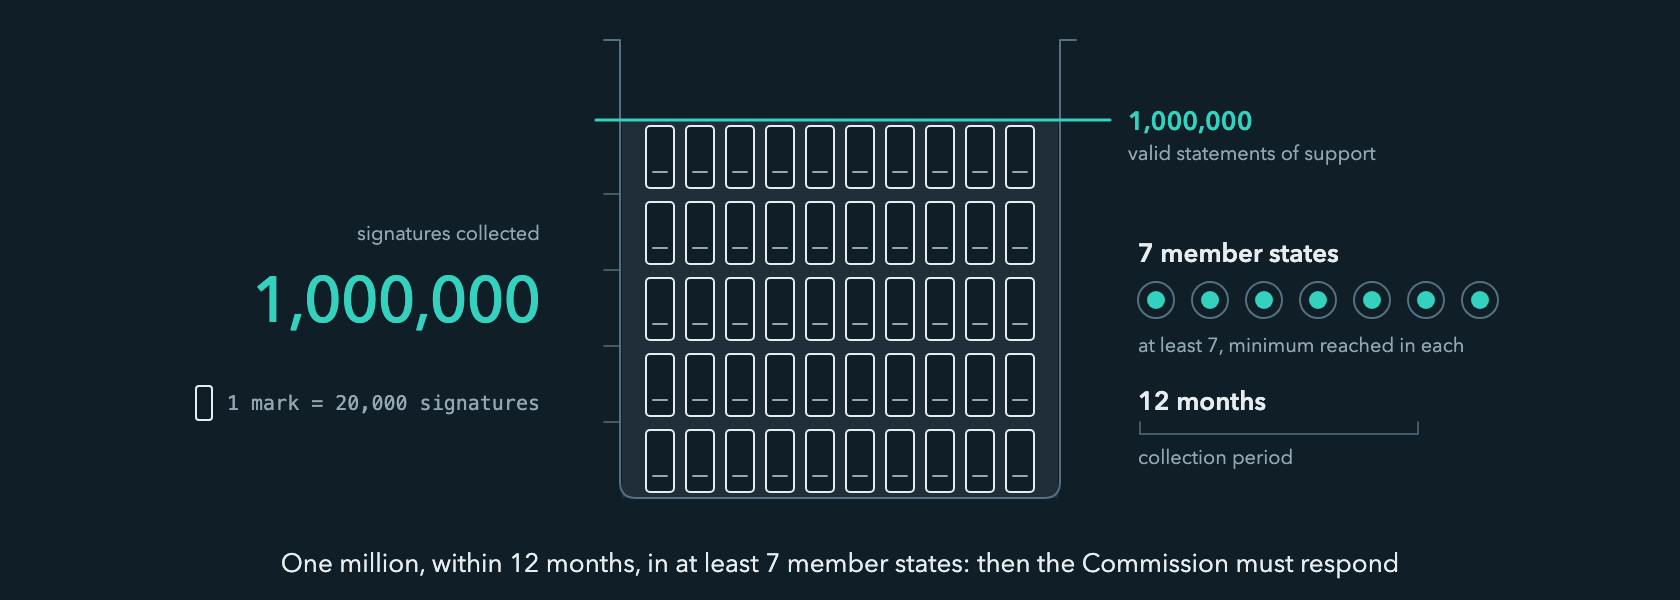 signatures collected
1,000,000
1 mark = 20,000 signatures
1,000,000
valid statements of support
7 member states
at least 7, minimum reached in each
12 months
collection period
One million, within 12 months, in at least 7 member states: then the Commission must respond